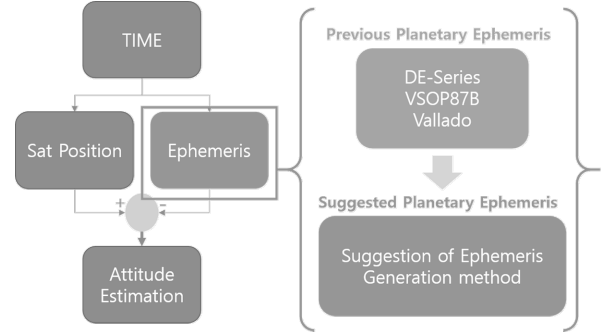 TIME
Sat Position
Ephemeris
+
-
Attitude
Estimation
Previous Planetary Ephemeris
DE-Series
VSOP87B
Vallado
Suggested Planetary Ephemeris
Suggestion of Ephemeris
Generation method